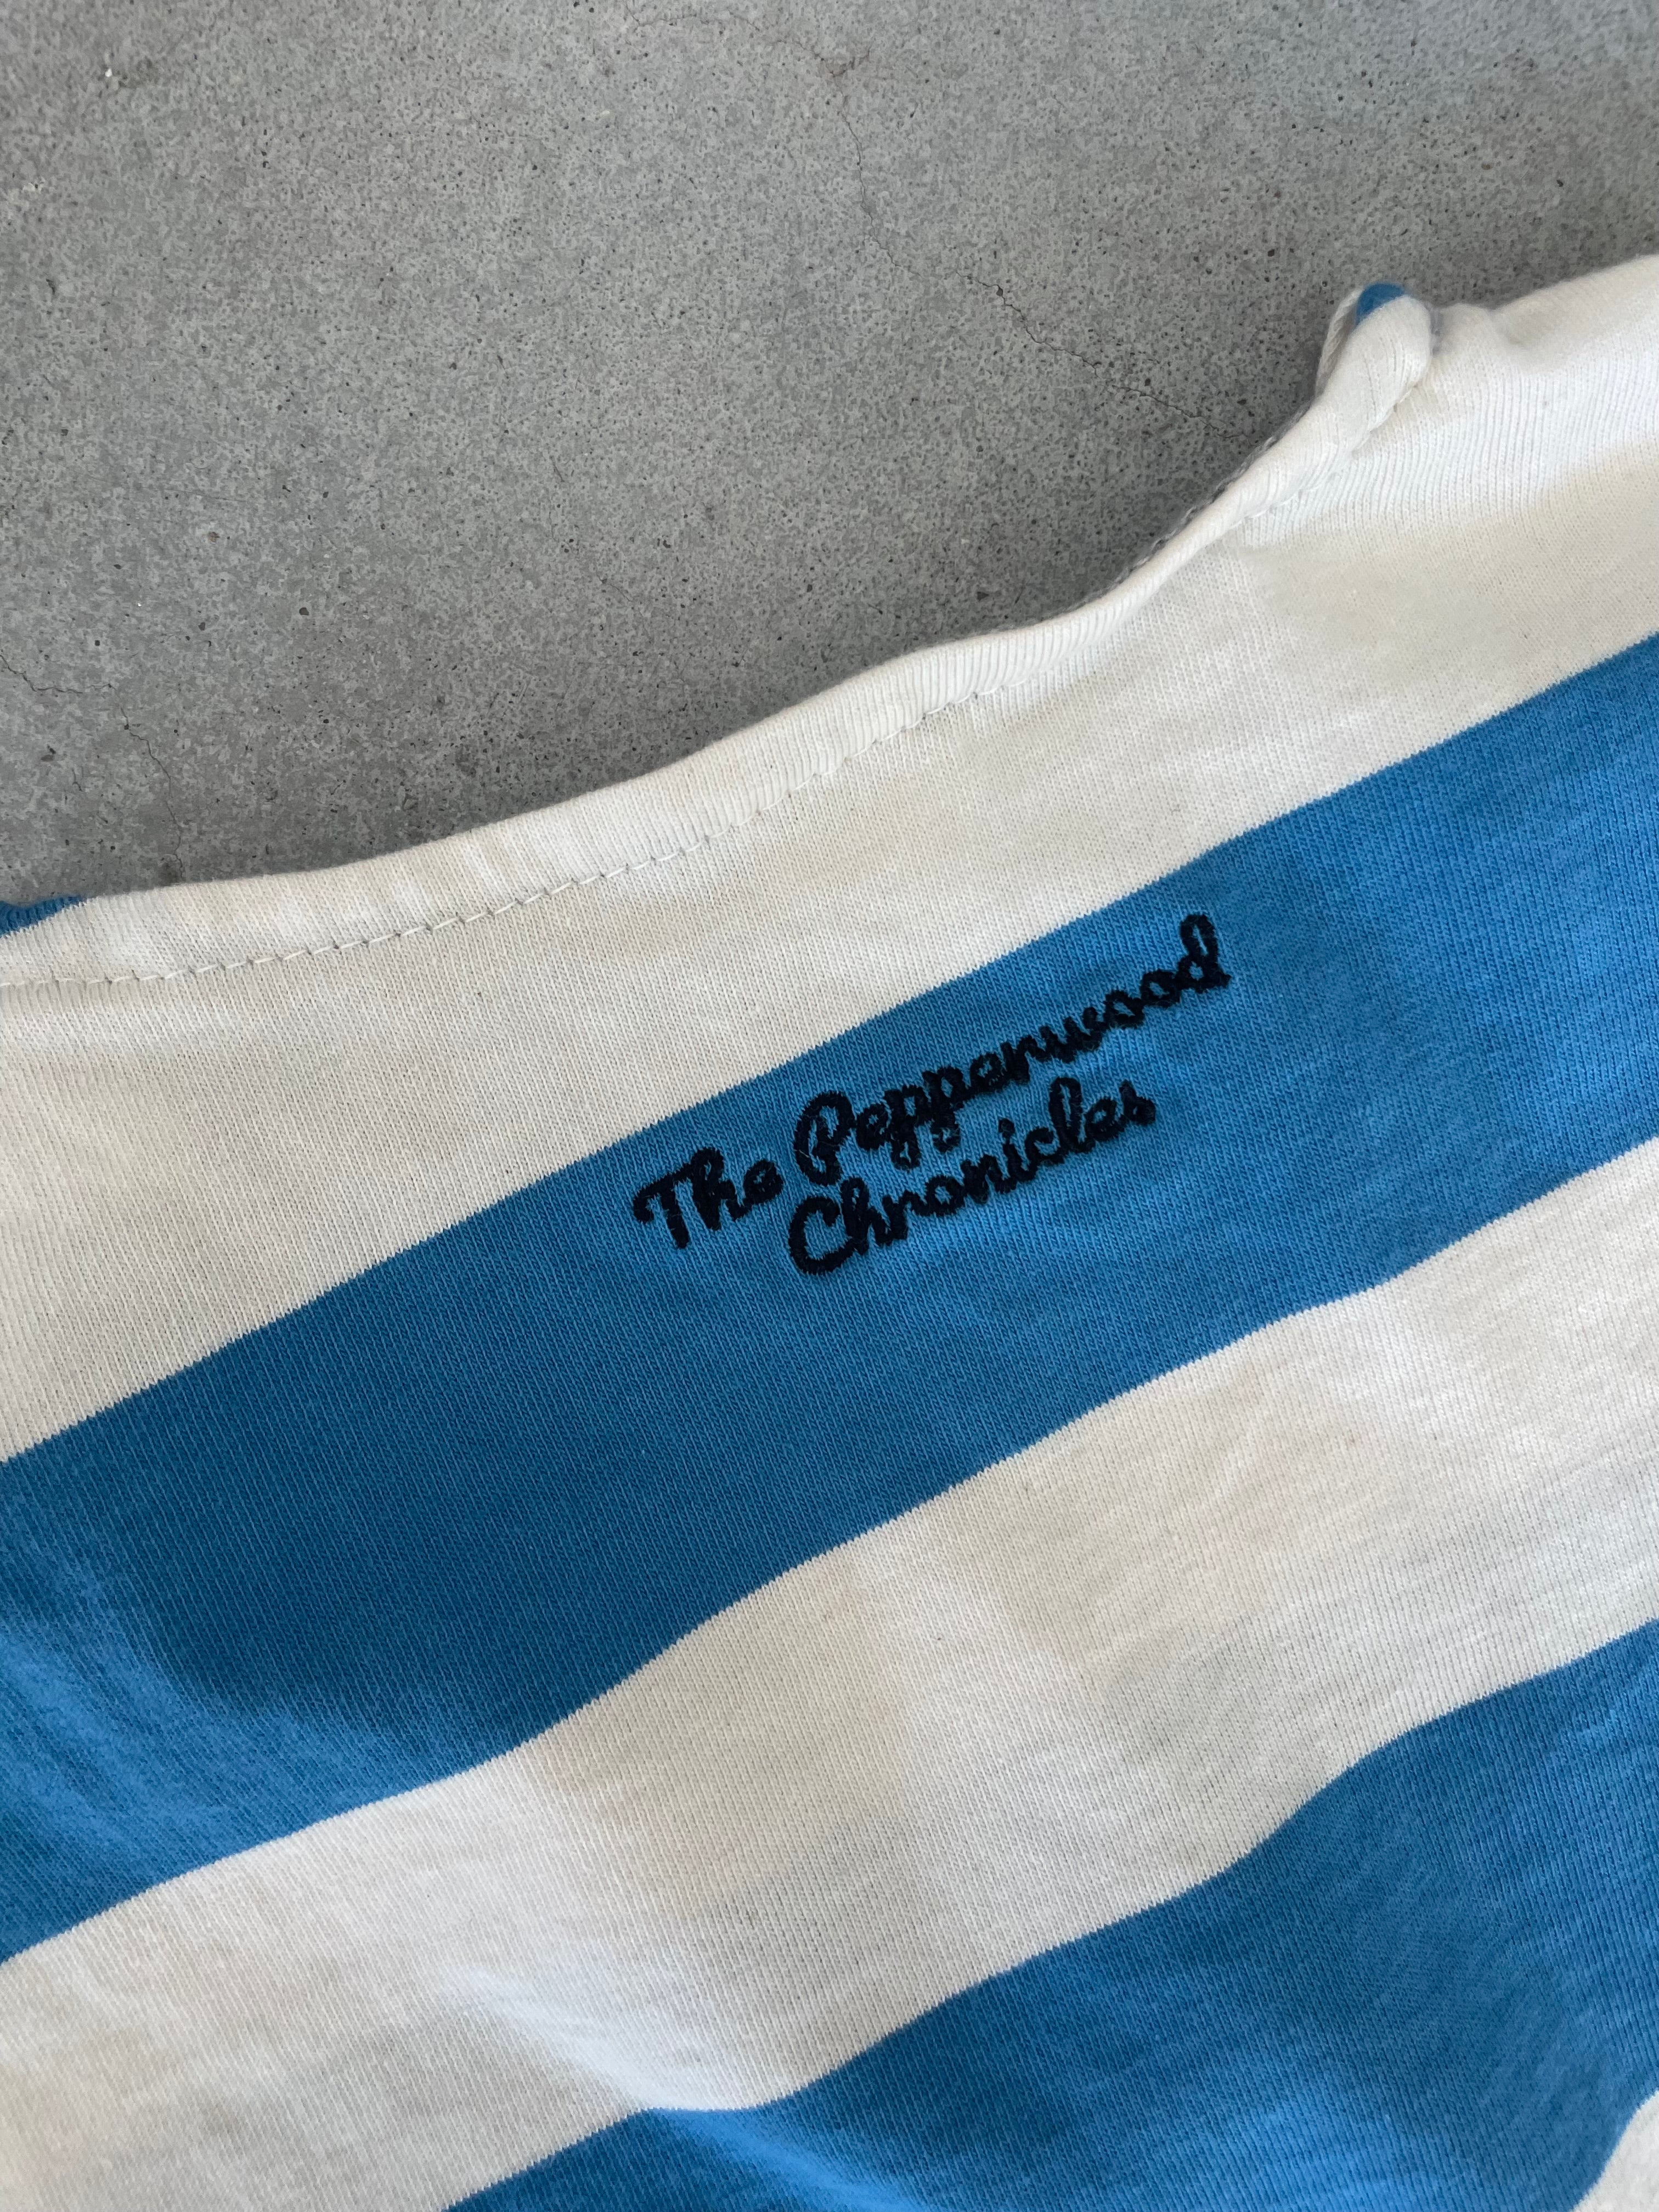 The Pepperwood
Chronicles